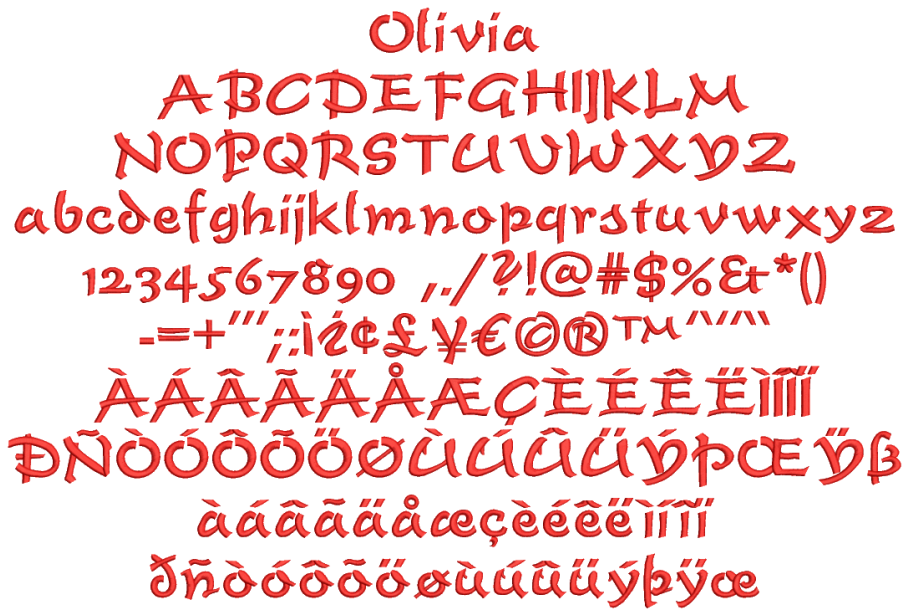 Olivia
ABCDEFGHIJKLM
NOPQRSTUVWXYZ
abcdefghijklmnopqrstuvwxyz
1234567890 ,./?!@#$%&*()
-=+'";:ì¿¢£¥€©®™´^˜¨`
ÀÁÂÃÄÅÆÇÈÉÊËÌÍÎÏ
ÐÑÒÓÔÕÖØÙÚÛÜÝÞŒŸß
àáâãäåæçèéêëìíîï
ðñòóôõöøùúûüýþÿœ